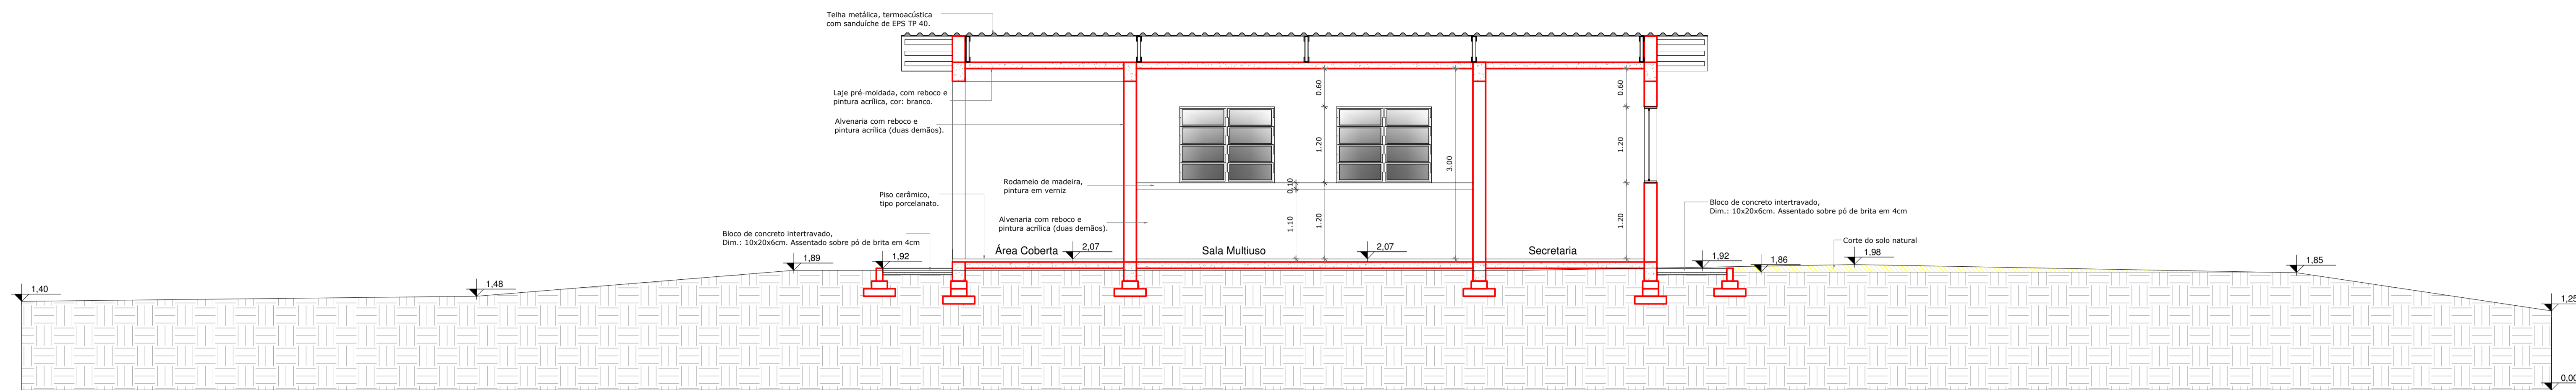 Telha metálica, termoacústica
com sanduíche de EPS TP 40.
Laje pré-moldada, com reboco e
pintura acrílica, cor: branco.
Alvenaria com reboco e
pintura acrílica (duas demãos).
Piso cerâmico,
tipo porcelanato.
Rodameio de madeira,
pintura em verniz
Alvenaria com reboco e
pintura acrílica (duas demãos).
Bloco de concreto intertravado,
Dim.: 10x20x6cm. Assentado sobre pó de brita em 4cm
Bloco de concreto intertravado,
Dim.: 10x20x6cm. Assentado sobre pó de brita em 4cm
Corte do solo natural
0.60
1.20
1.20
0.10
1.10
3.00
0.60
1.20
1.20
Área Coberta
2,07
Sala Multiuso
2,07
Secretaria
1,40
1,48
1,89
1,92
1,92
1,86
1,98
1,85
1,25
0,00